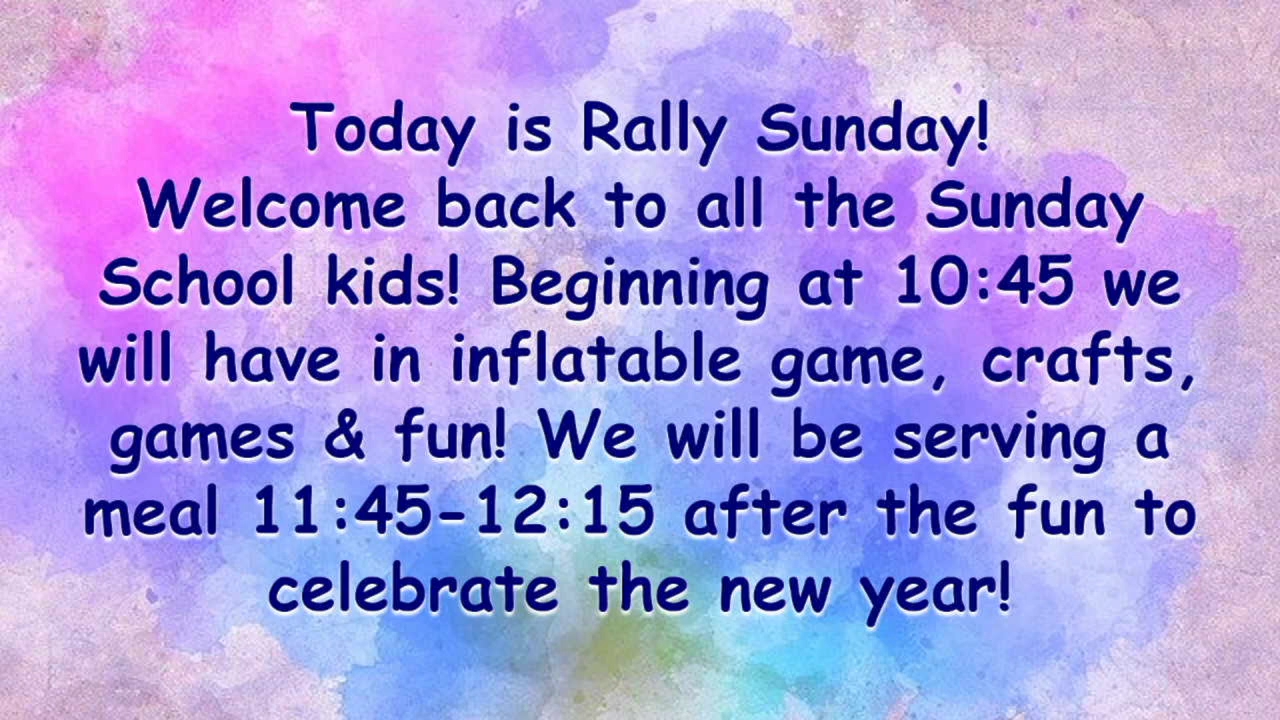 Today is Rally Sunday!
Welcome back to all the Sunday
School kids! Beginning at 10:45 we
will have in inflatable game, crafts,
games & fun! We will be serving a
meal 11:45-12:15 after the fun to
celebrate the new year!